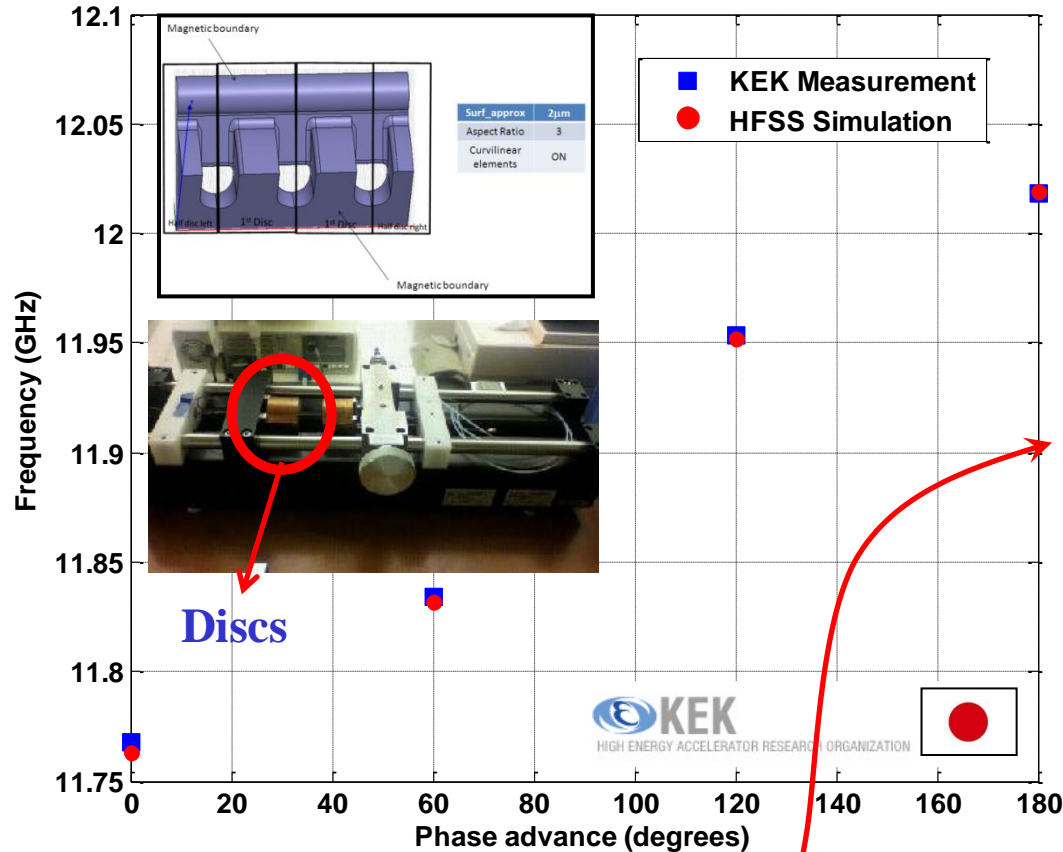 12.1
12.05
12
11.95
11.9
11.85
11.8
11.75
Frequency (GHz)
Magnetic boundary
Half disc left
1st Disc
1st Disc
Half disc right
Magnetic boundary
Surf_approx 2μm
Aspect Ratio 3
Curvilinear
elements ON
KEK Measurement
HFSS Simulation
Discs
KEK
HIGH ENERGY ACCELERATOR RESEARCH ORGANIZATION
0 20 40 60 80 100 120 140 160 180
Phase advance (degrees)